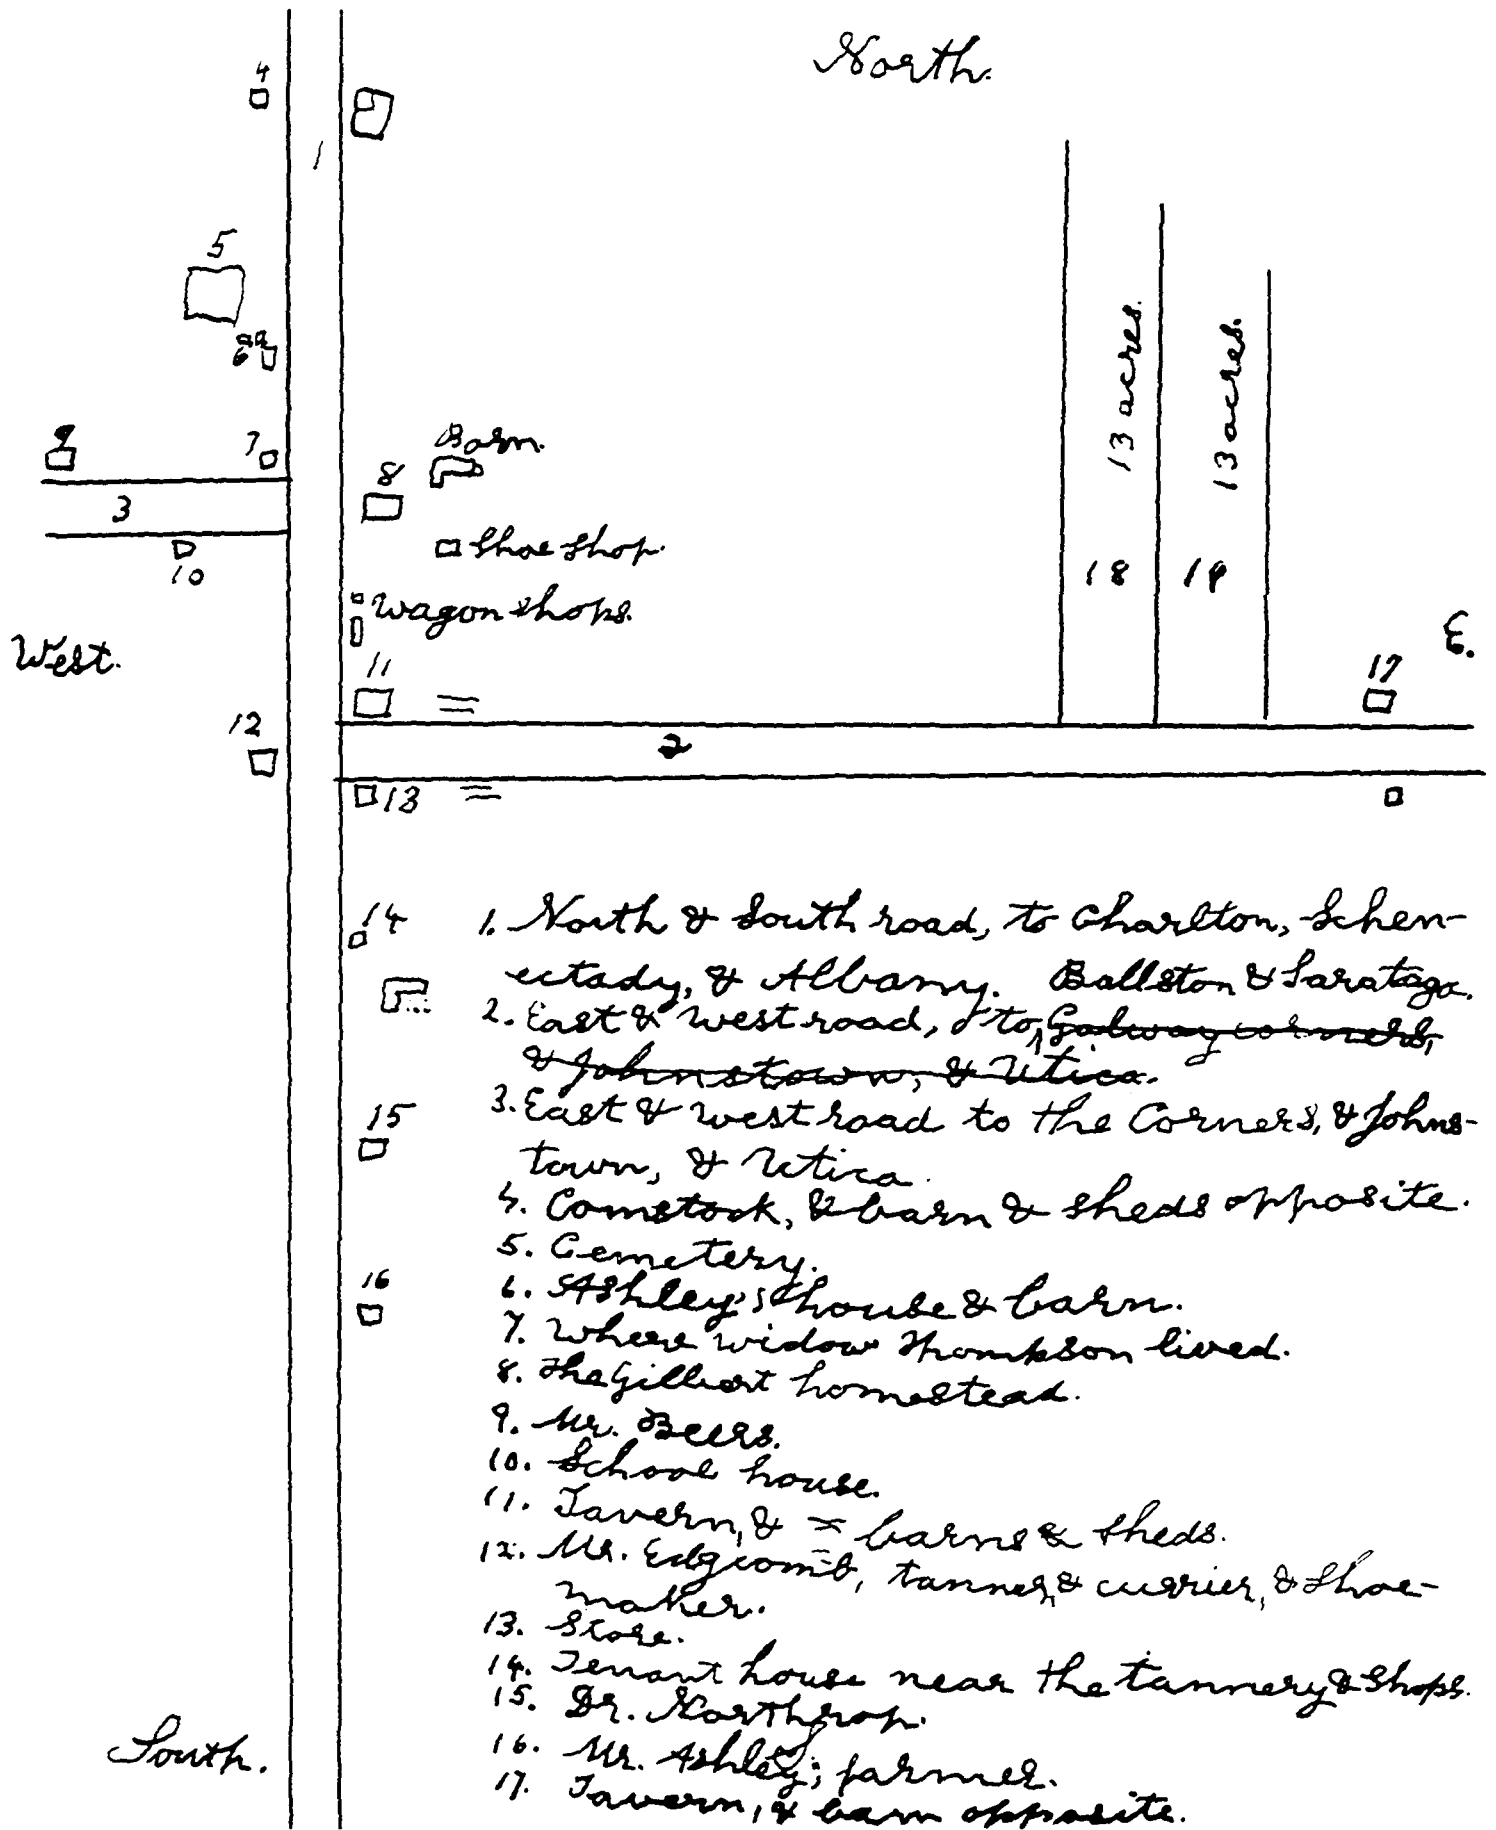 North.
4
1
5
6
9
7
Barn.
8
3
Shoe shop.
10
Wagon shops.
13 acres.
13 acres.
18
19
West.
E.
11
17
12
2
13
14
1. North & South road, to Charlton, Schen-
ectady, & Albany. Ballston & Saratoga.
2. East & west road, to Galway corners,
& Johnstown, & Utica.
15
3. East & west road to the Corners, & Johns-
town, & Utica.
4. Comstock, & barn & sheds opposite.
5. Cemetery.
16
6. Ashley's house & barn.
7. Where widow Thompson lived.
8. The Gilbert homestead.
9. Mr. Beers.
10. School house.
11. Tavern, & = barns & sheds.
12. Mr. Edgcomb, tanner & currier, & shoe-
maker.
13. Store.
14. Tenant house near the tannery & shops.
15. Dr. Northrop.
16. Mr. Ashley; farmer.
17. Tavern, & barn opposite.
South.